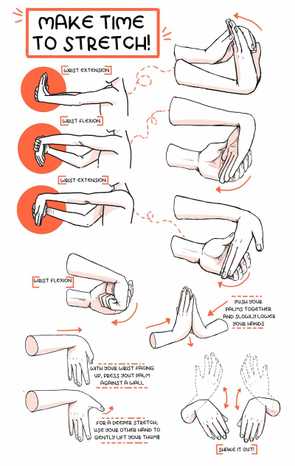 MAKE TIME
TO STRETCH!
WRIST EXTENSION
WRIST FLEXION
WRIST EXTENSION
WRIST FLEXION
PUSH YOUR
PALMS TOGETHER
AND SLOWLY LOWER
YOUR HANDS
WITH YOUR WRIST FACING
UP, PRESS YOUR PALM
AGAINST A WALL
FOR A DEEPER STRETCH,
USE YOUR OTHER HAND TO
GENTLY LIFT YOUR THUMB
SHAKE IT OUT!